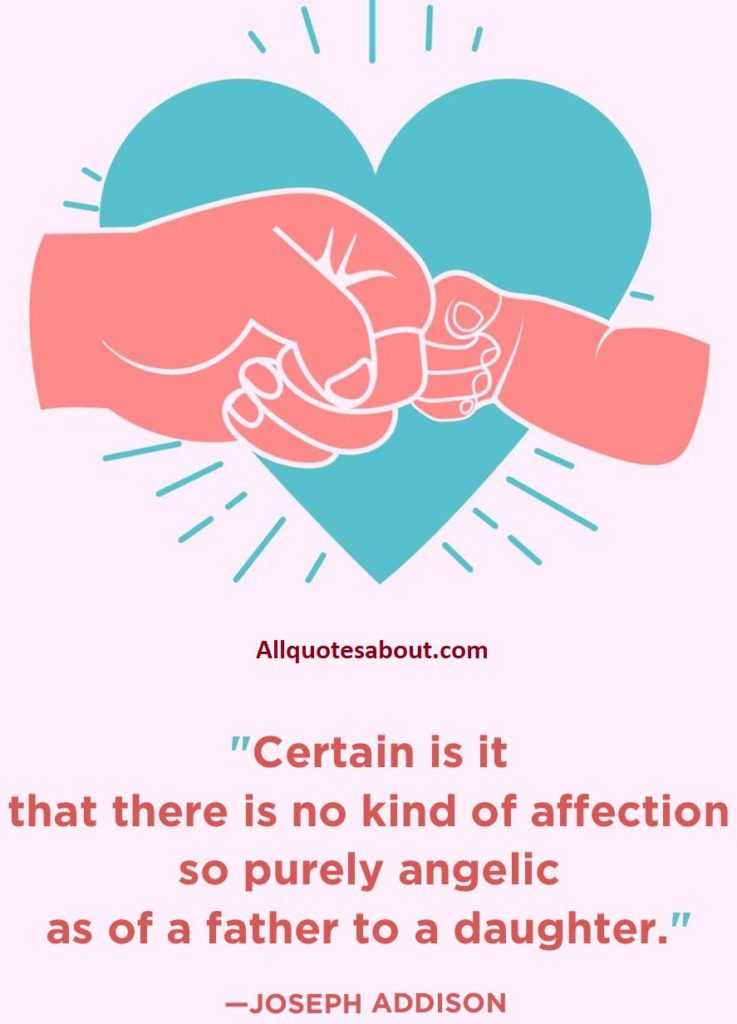 Allquotesabout.com
"Certain is it
that there is no kind of affection
so purely angelic
as of a father to a daughter."
—JOSEPH ADDISON